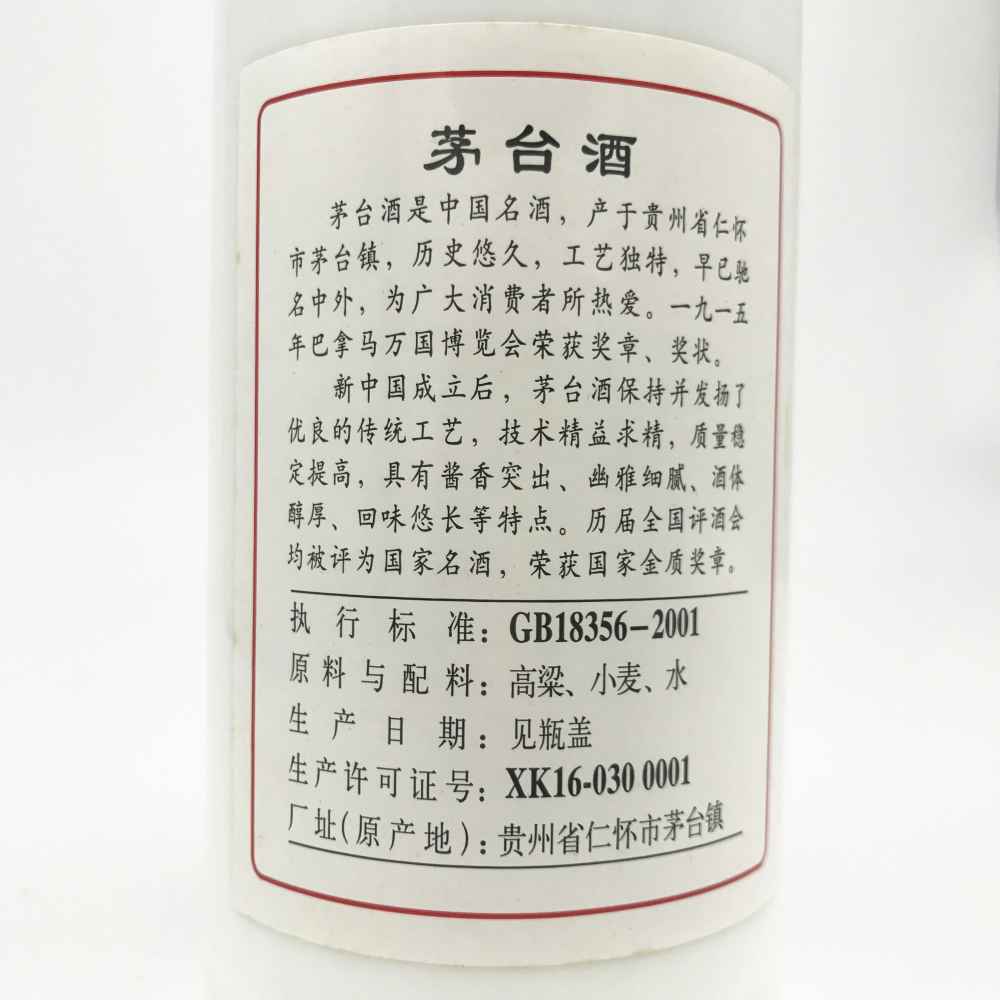 茅台酒
茅台酒是中国名酒，产于贵州省仁怀
市茅台镇，历史悠久，工艺独特，早已驰
名中外，为广大消费者所热爱。一九一五
年巴拿马万国博览会荣获奖章、奖状。
新中国成立后，茅台酒保持并发扬了
优良的传统工艺，技术精益求精，质量稳
定提高，具有酱香突出、幽雅细腻、酒体
醇厚、回味悠长等特点。历届全国评酒会
均被评为国家名酒，荣获国家金质奖章。
执行标准：GB18356-2001
原料与配料：高粱、小麦、水
生产日期：见瓶盖
生产许可证号：XK16-030 0001
厂址(原产地)：贵州省仁怀市茅台镇